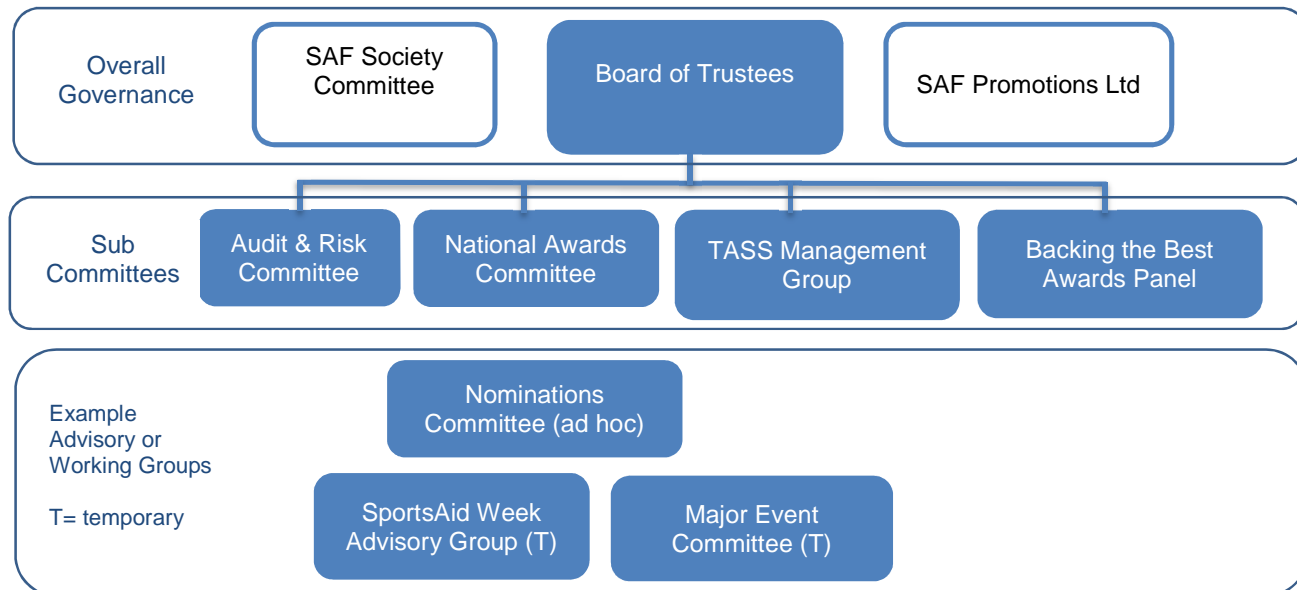 Overall
Governance
SAF Society
Committee
Board of Trustees
SAF Promotions Ltd
Sub
Committees
Audit & Risk
Committee
National Awards
Committee
TASS Management
Group
Backing the Best
Awards Panel
Example
Advisory or
Working Groups
T= temporary
Nominations
Committee (ad hoc)
SportsAid Week
Advisory Group (T)
Major Event
Committee (T)